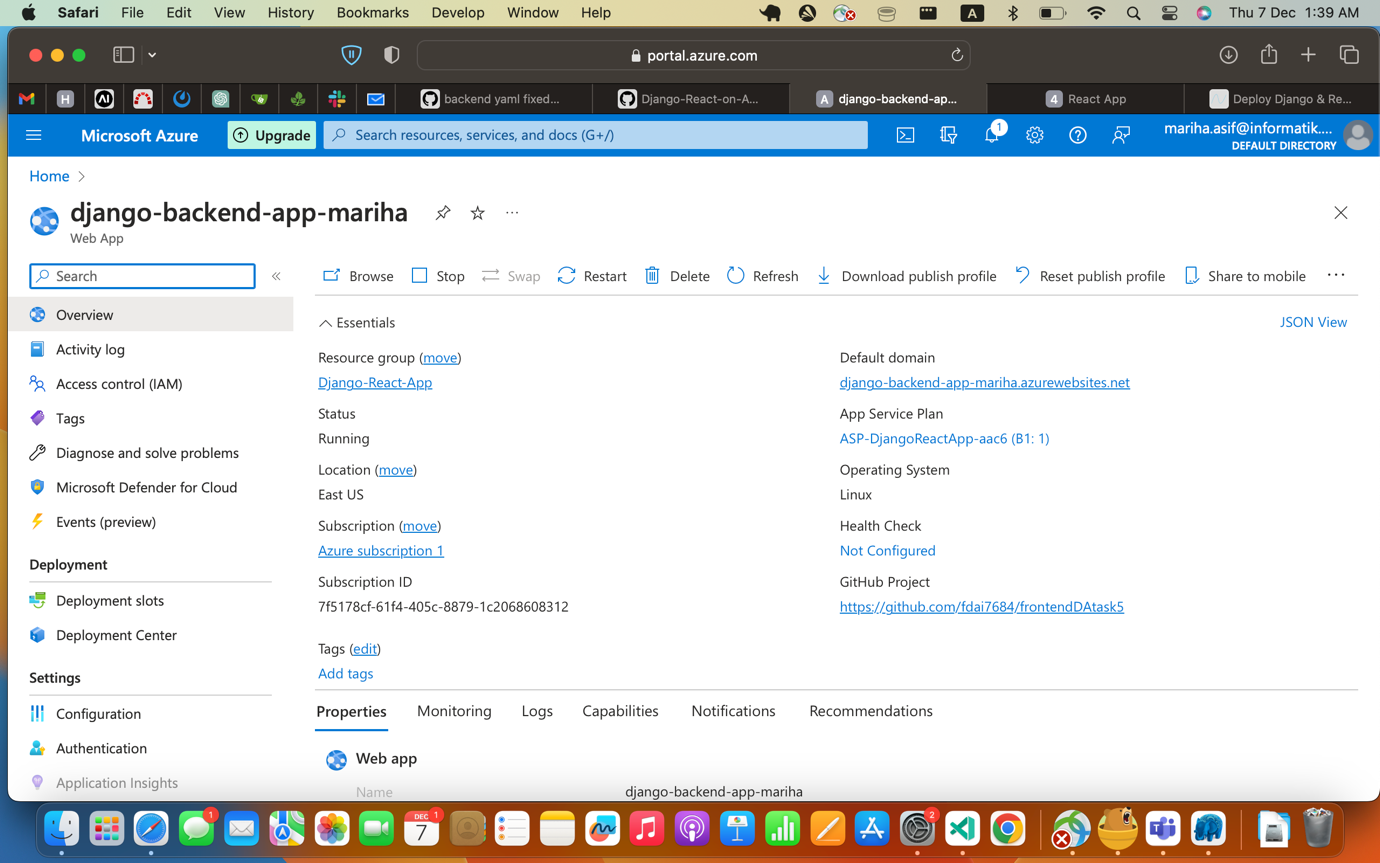 Safari File Edit View History Bookmarks Develop Window Help A Thu 7 Dec 1:39 AM
portal.azure.com
backend yaml fixed... Django-React-on-A... A django-backend-ap... 4 React App Deploy Django & Re...
Microsoft Azure Upgrade Search resources, services, and docs (G+/) 1 mariha.asif@informatik....
DEFAULT DIRECTORY
Home
django-backend-app-mariha ...
Web App
Search « Browse Stop Swap Restart Delete Refresh Download publish profile Reset publish profile Share to mobile ...
Overview
Activity log
Access control (IAM)
Tags
Diagnose and solve problems
Microsoft Defender for Cloud
Events (preview)
Deployment
Deployment slots
Deployment Center
Settings
Configuration
Authentication
Application Insights
Essentials JSON View
Resource group (move)
Django-React-App
Status
Running
Location (move)
East US
Subscription (move)
Azure subscription 1
Subscription ID
7f5178cf-61f4-405c-8879-1c2068608312
Tags (edit)
Add tags
Default domain
django-backend-app-mariha.azurewebsites.net
App Service Plan
ASP-DjangoReactApp-aac6 (B1: 1)
Operating System
Linux
Health Check
Not Configured
GitHub Project
https://github.com/fdai7684/frontendDAtask5
Properties Monitoring Logs Capabilities Notifications Recommendations
Web app
Name django-backend-app-mariha
1 DEC 7 1 2